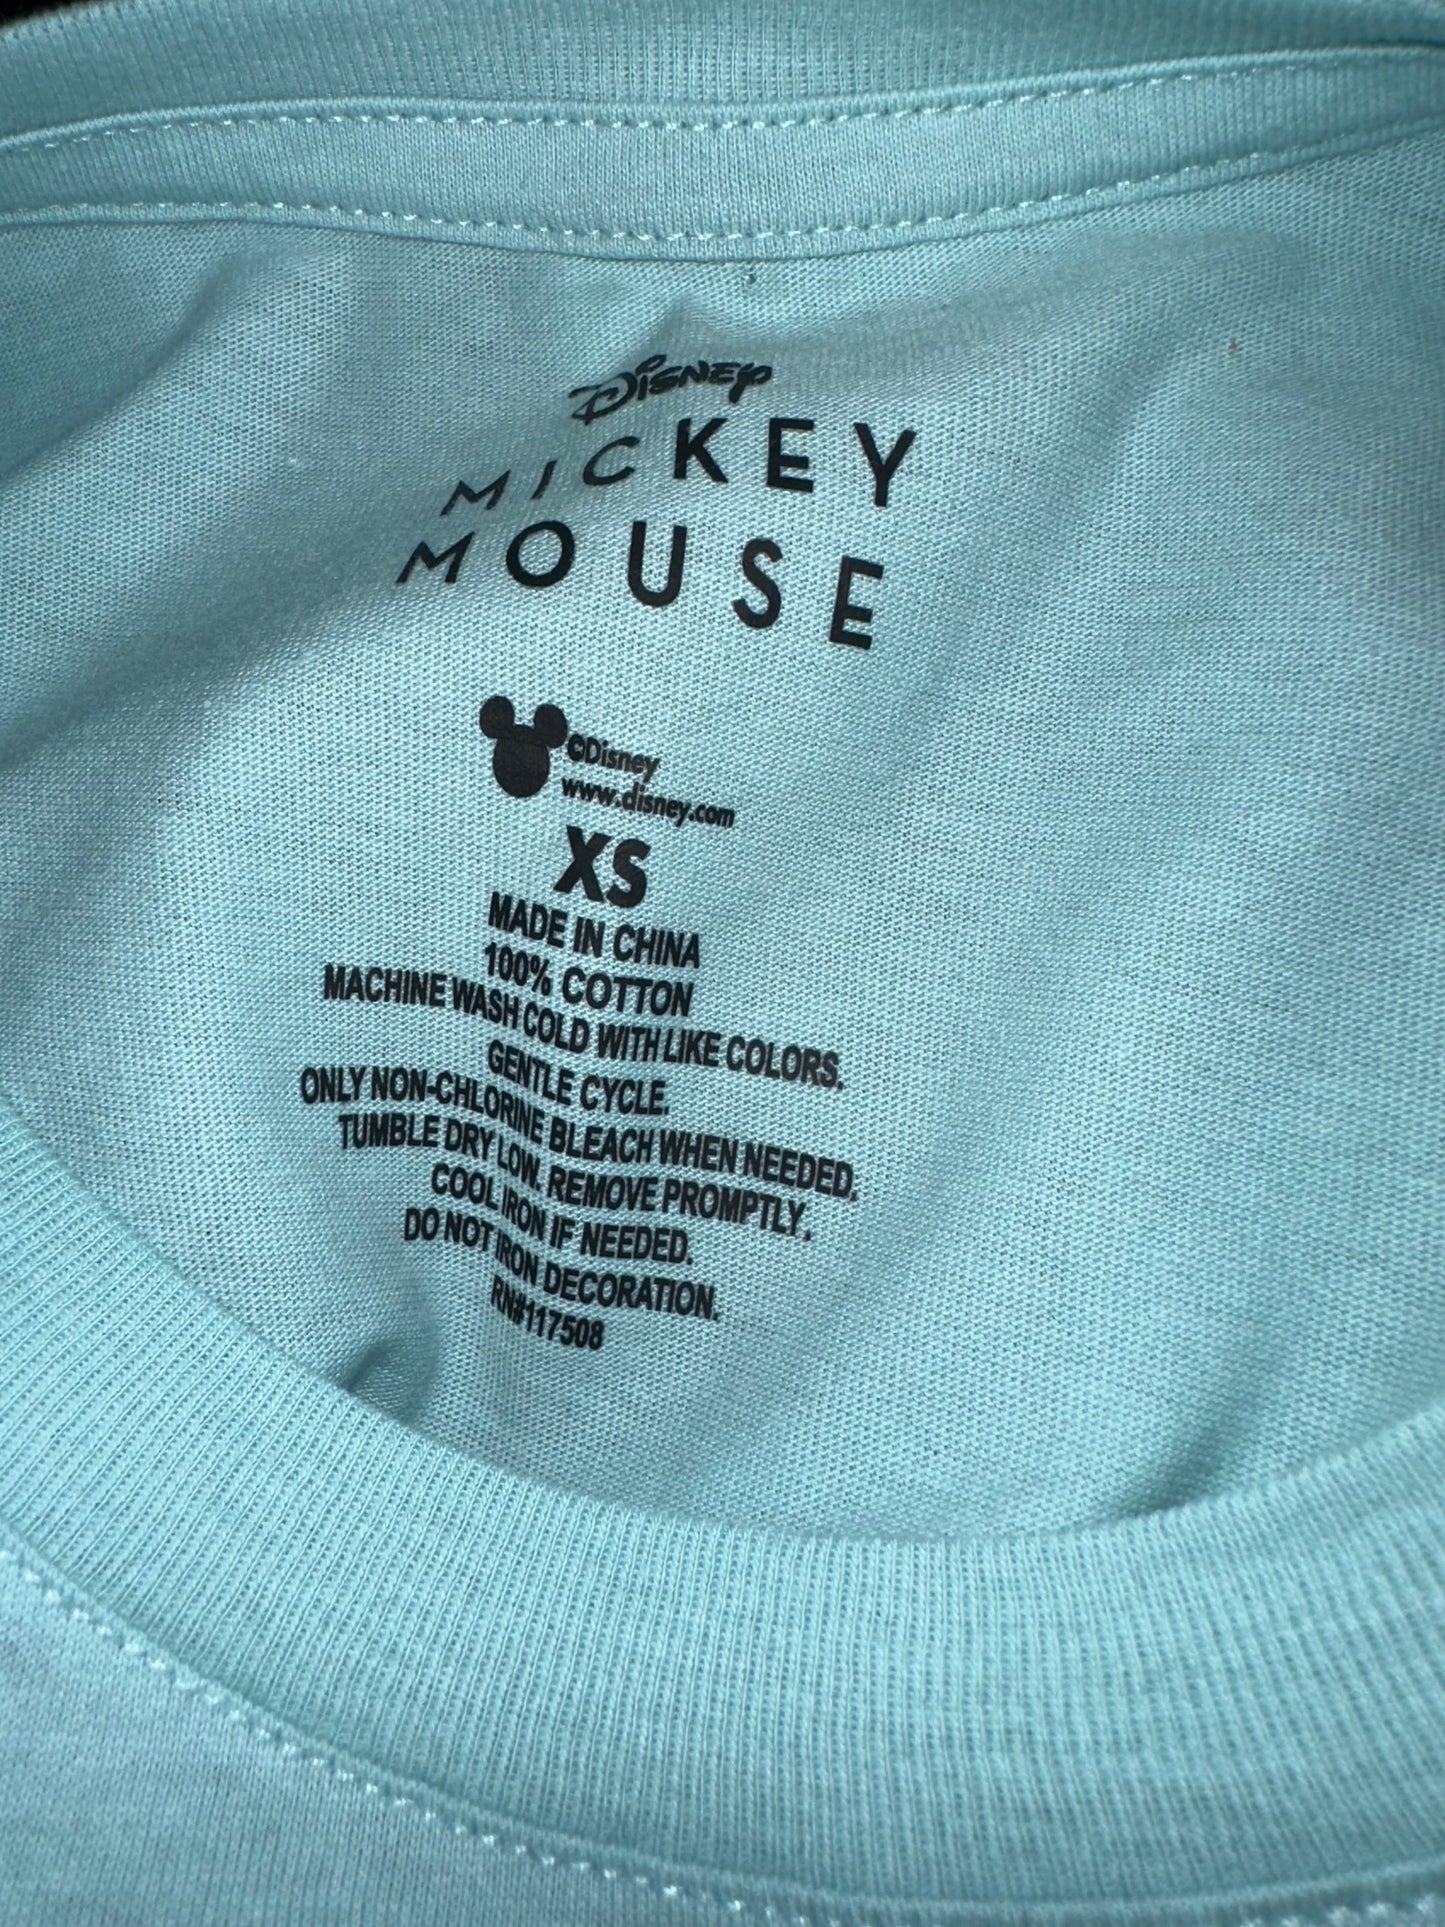 Disney
MICKEY
MOUSE
©Disney
www.disney.com
XS
MADE IN CHINA
100% COTTON
MACHINE WASH COLD WITH LIKE COLORS.
GENTLE CYCLE.
ONLY NON-CHLORINE BLEACH WHEN NEEDED.
TUMBLE DRY LOW. REMOVE PROMPTLY.
COOL IRON IF NEEDED.
DO NOT IRON DECORATION.
RN#117508